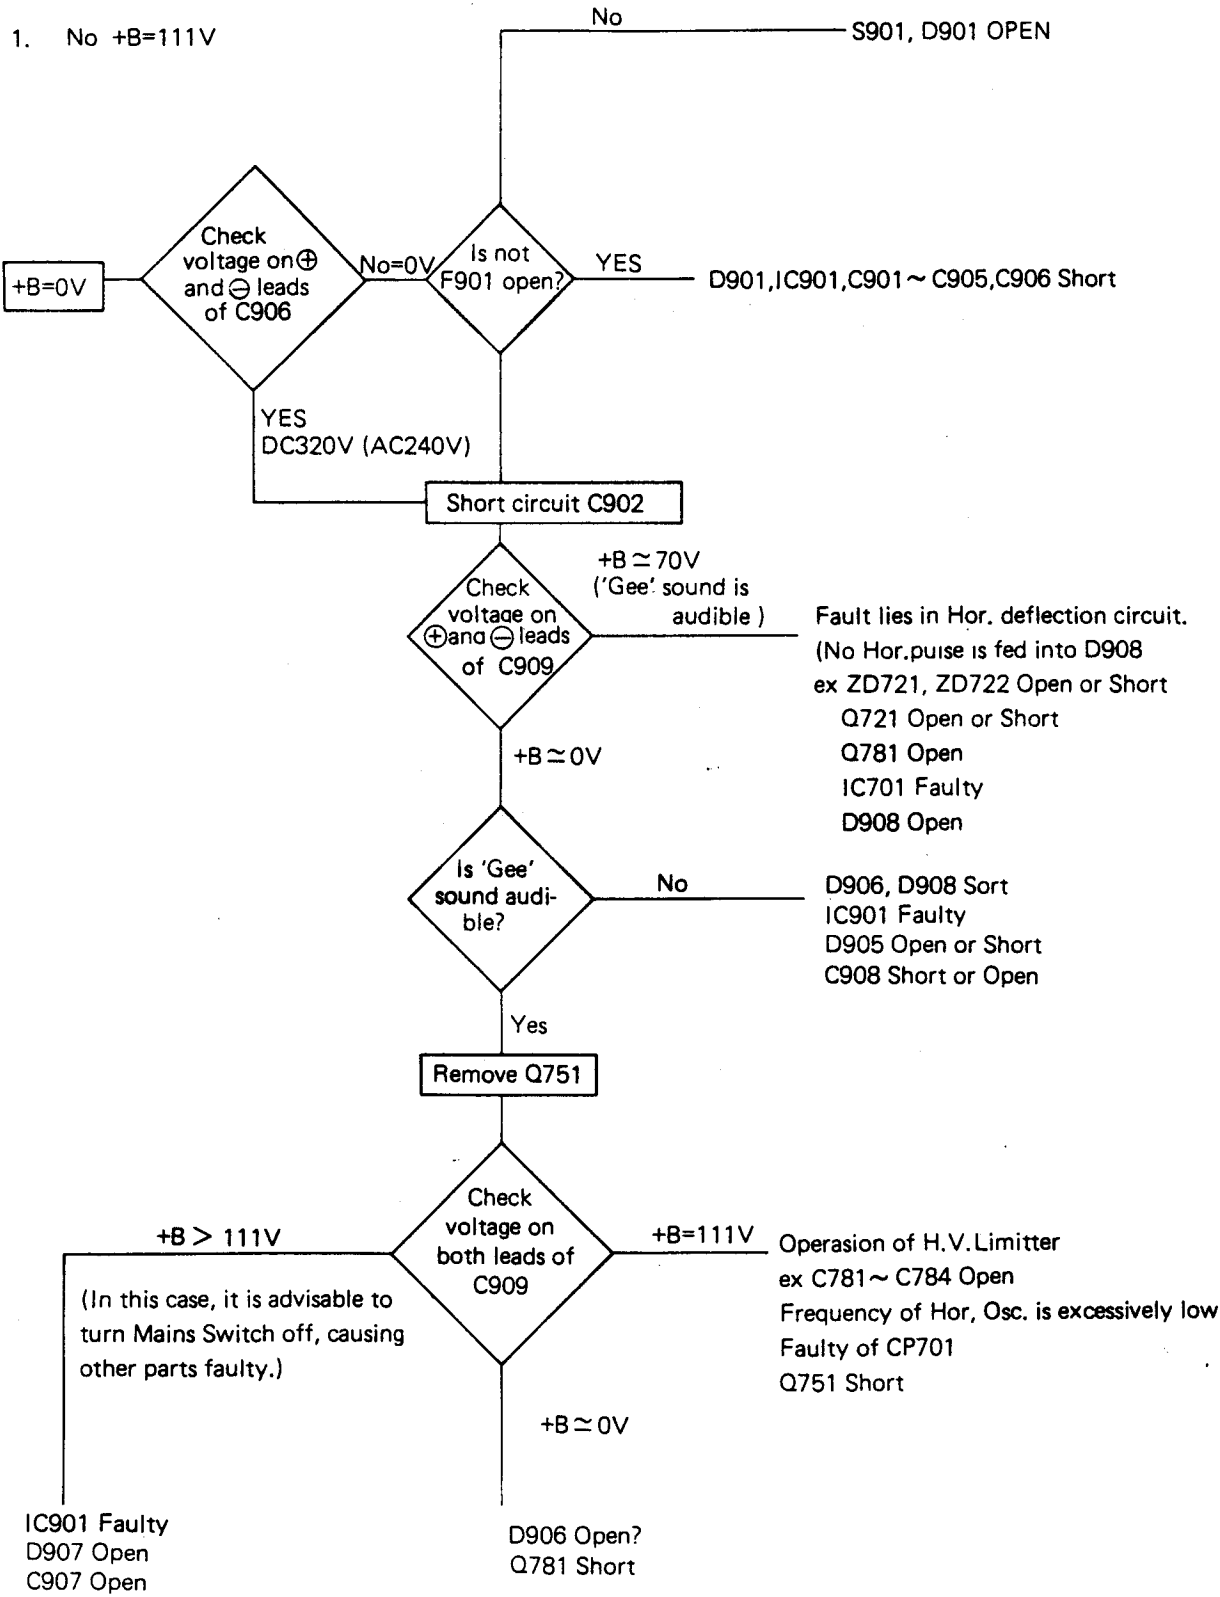 1. No +B=111V
No
S901, D901 OPEN
+B=0V
Check
voltage on ⊕
and ⊖ leads
of C906
No=0V
Is not
F901 open?
YES
D901,IC901,C901~ C905,C906 Short
YES
DC320V (AC240V)
Short circuit C902
Check
voltage on
⊕and ⊖ leads
of C909
+B≃70V
('Gee' sound is
audible )
Fault lies in Hor. deflection circuit.
(No Hor.pulse is fed into D908
ex ZD721, ZD722 Open or Short
Q721 Open or Short
Q781 Open
IC701 Faulty
D908 Open
+B≃0V
Is 'Gee'
sound audi-
ble?
No
D906, D908 Sort
IC901 Faulty
D905 Open or Short
C908 Short or Open
Yes
Remove Q751
Check
voltage on
both leads of
C909
+B > 111V
(In this case, it is advisable to
turn Mains Switch off, causing
other parts faulty.)
+B=111V
Operasion of H.V.Limitter
ex C781~ C784 Open
Frequency of Hor, Osc. is excessively low
Faulty of CP701
Q751 Short
+B≃0V
IC901 Faulty
D907 Open
C907 Open
D906 Open?
Q781 Short